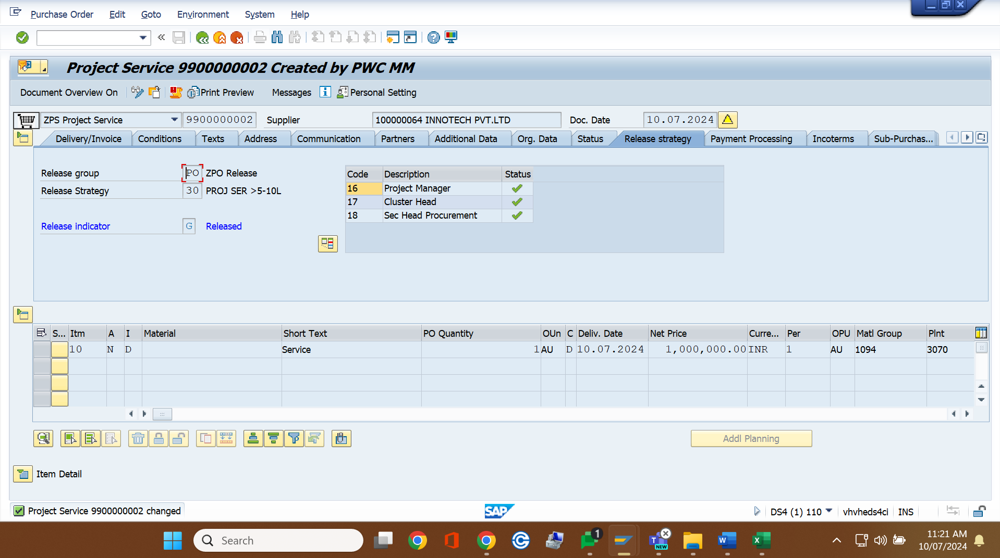 Purchase Order Edit Goto Environment System Help
Project Service 9900000002 Created by PWC MM
Document Overview On Print Preview Messages Personal Setting
ZPS Project Service 9900000002 Supplier 100000064 INNOTECH PVT.LTD Doc. Date 10.07.2024
Delivery/Invoice Conditions Texts Address Communication Partners Additional Data Org. Data Status Release strategy Payment Processing Incoterms Sub-Purchas...
Release group PO ZPO Release
Release Strategy 30 PROJ SER >5-10L
Release indicator G Released
Code Description Status
16 Project Manager
17 Cluster Head
18 Sec Head Procurement
S... Itm A I Material Short Text PO Quantity OUn C Deliv. Date Net Price Curre... Per OPU Matl Group Plnt
10 N D Service 1 AU D 10.07.2024 1,000,000.00 INR 1 AU 1094 3070
Addl Planning
Item Detail
Project Service 9900000002 changed
SAP
DS4 (1) 110 vhvheds4ci INS
Search
1
NEW
11:21 AM
10/07/2024